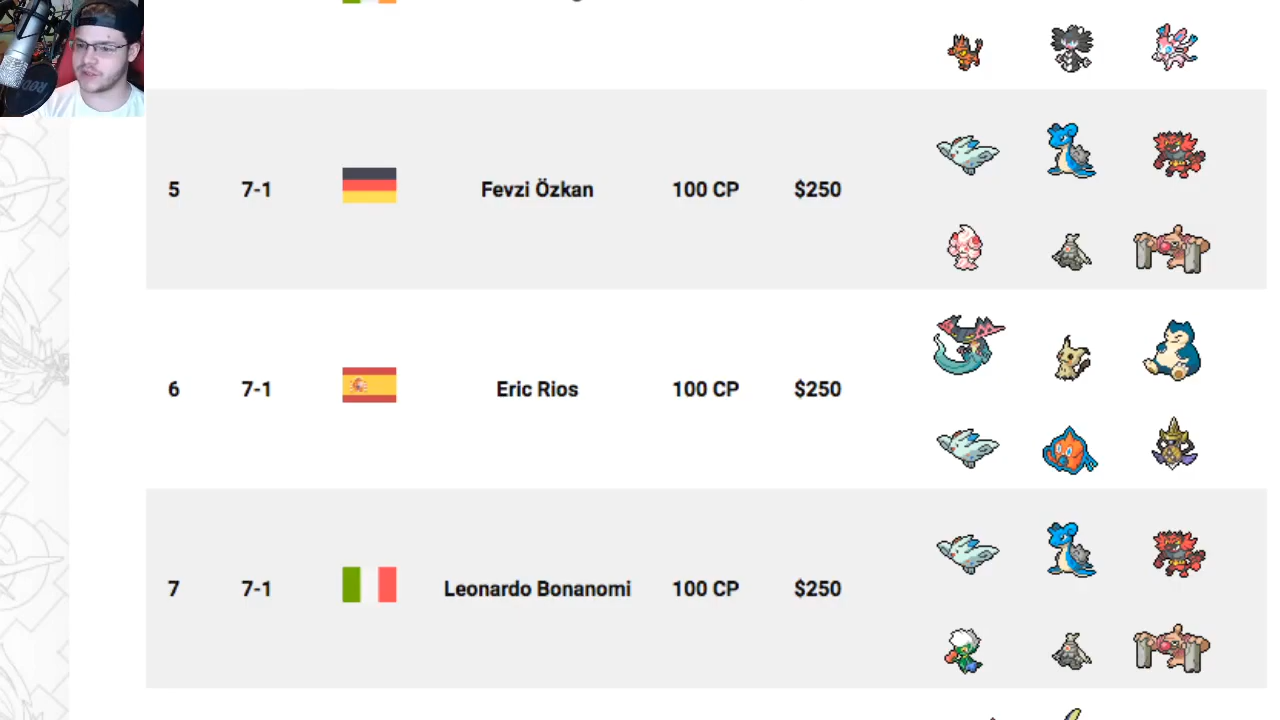 5 7-1 Fevzi Özkan 100 CP $250
6 7-1 Eric Rios 100 CP $250
7 7-1 Leonardo Bonanomi 100 CP $250